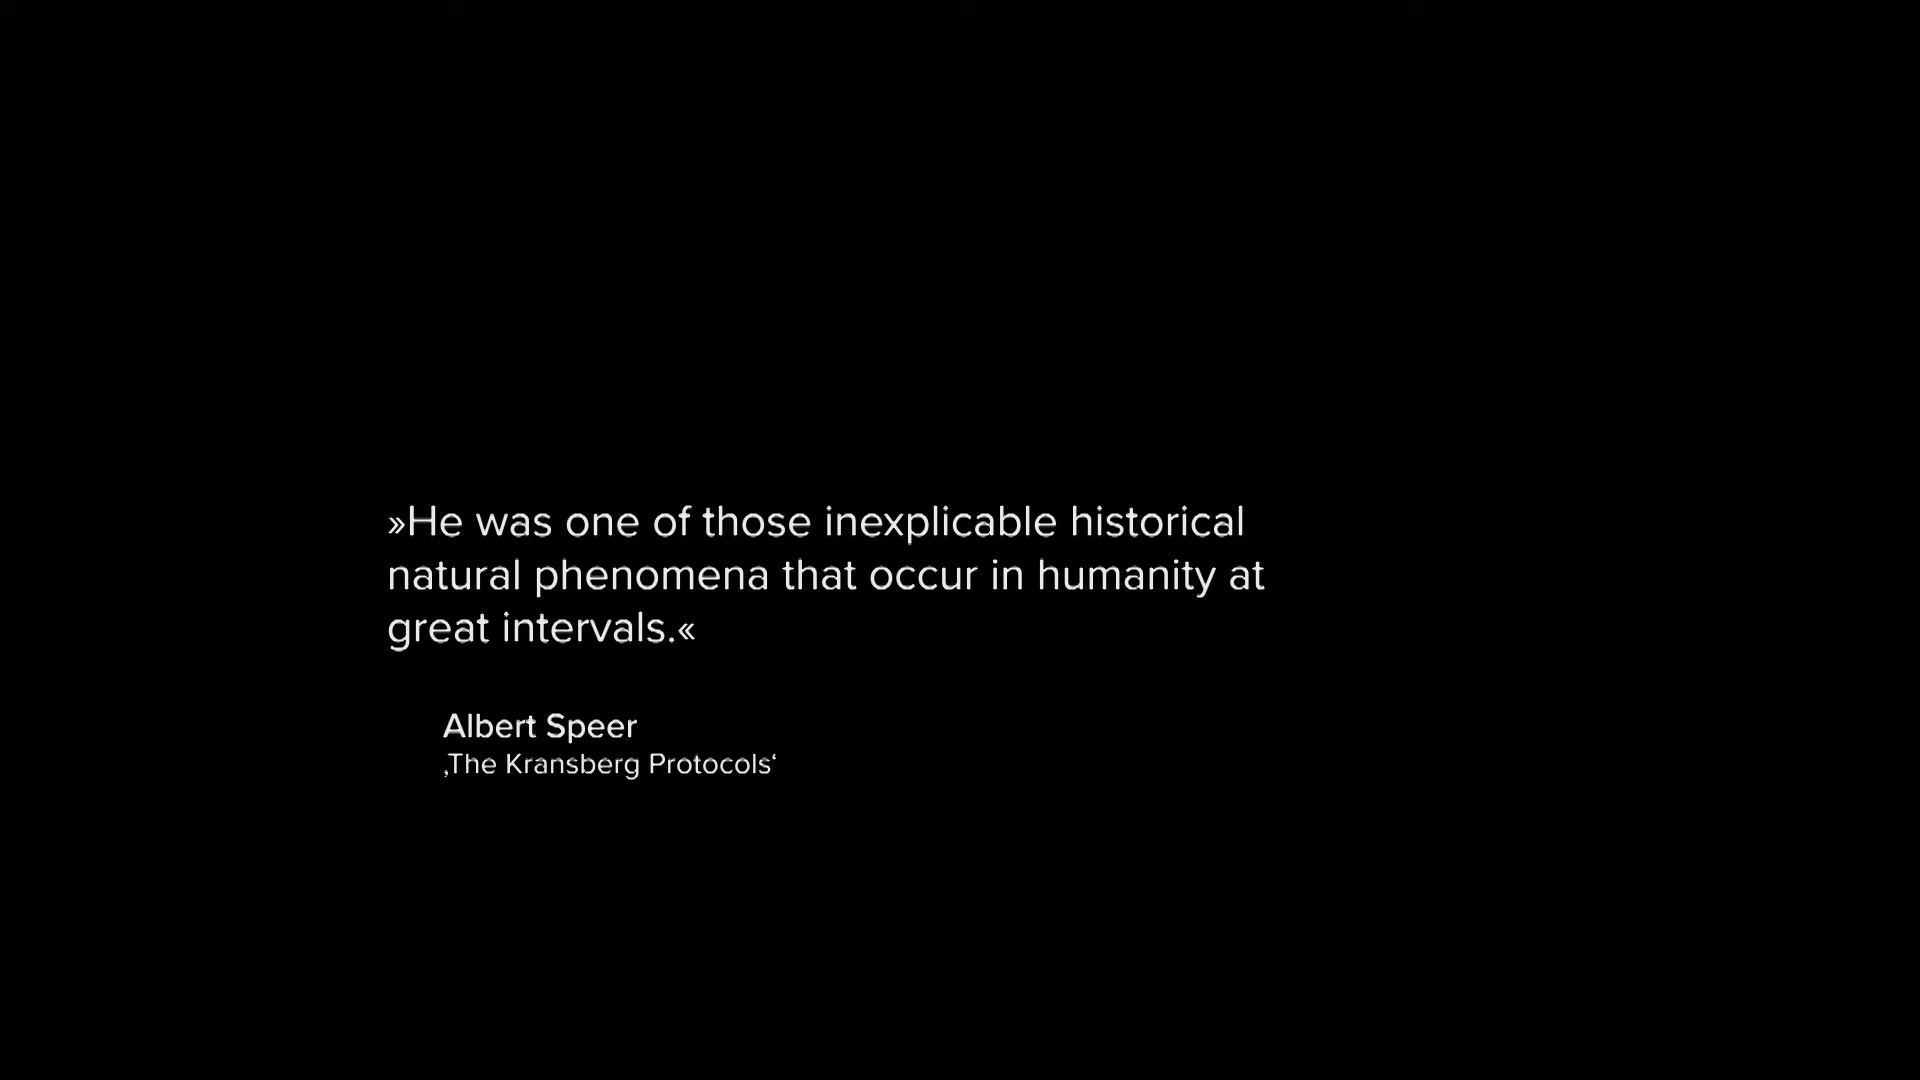 »He was one of those inexplicable historical
natural phenomena that occur in humanity at
great intervals.«
Albert Speer
‚The Kransberg Protocols‘